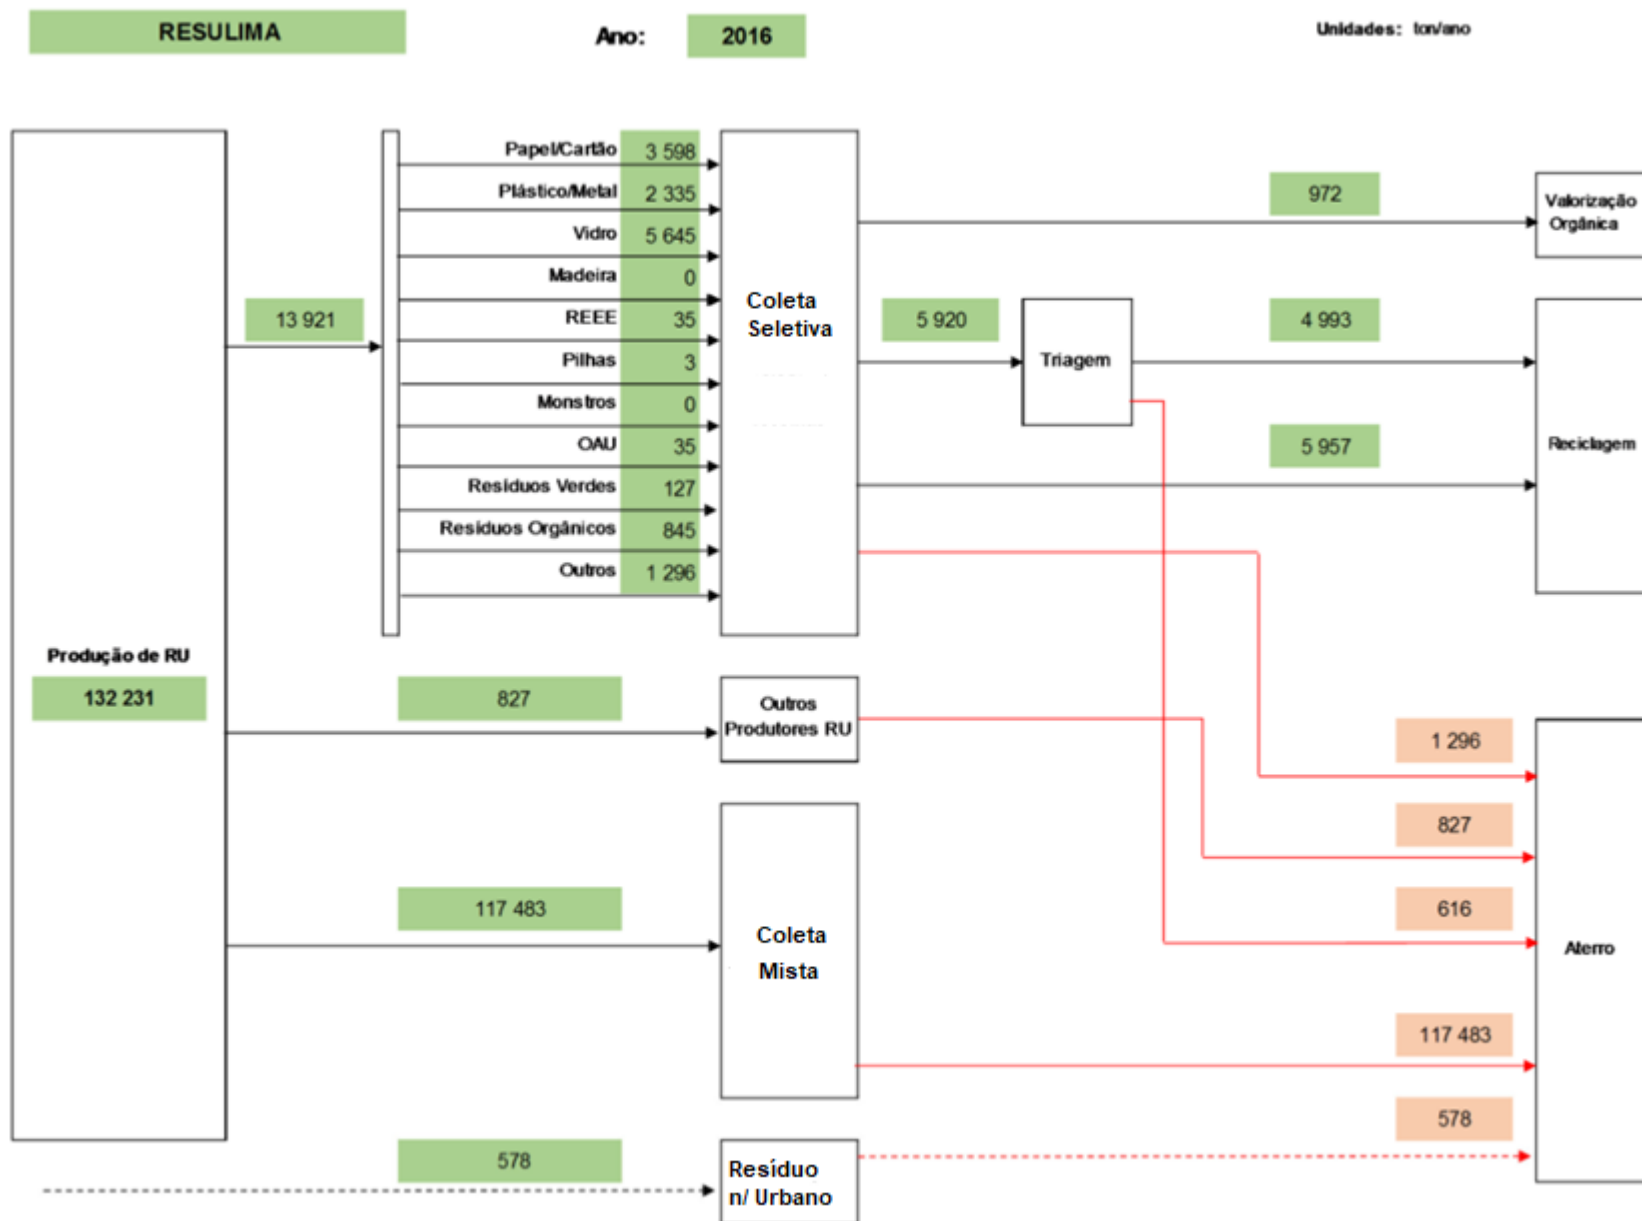 RESULIMA
Ano: 2016
Unidades: ton/ano
Papel/Cartão 3 598
Plástico/Metal 2 335
Vidro 5 645
Madeira 0
REEE 35
Pilhas 3
Monstros 0
OAU 35
Resíduos Verdes 127
Resíduos Orgânicos 845
Outros 1 296
13 921
Coleta
Seletiva
972
Valorização
Orgânica
5 920
Triagem
4 993
5 957
Reciclagem
Produção de RU
132 231
827
Outros
Produtores RU
1 296
827
117 483
Coleta
Mista
616
Aterro
117 483
578
578
Resíduo
n/ Urbano